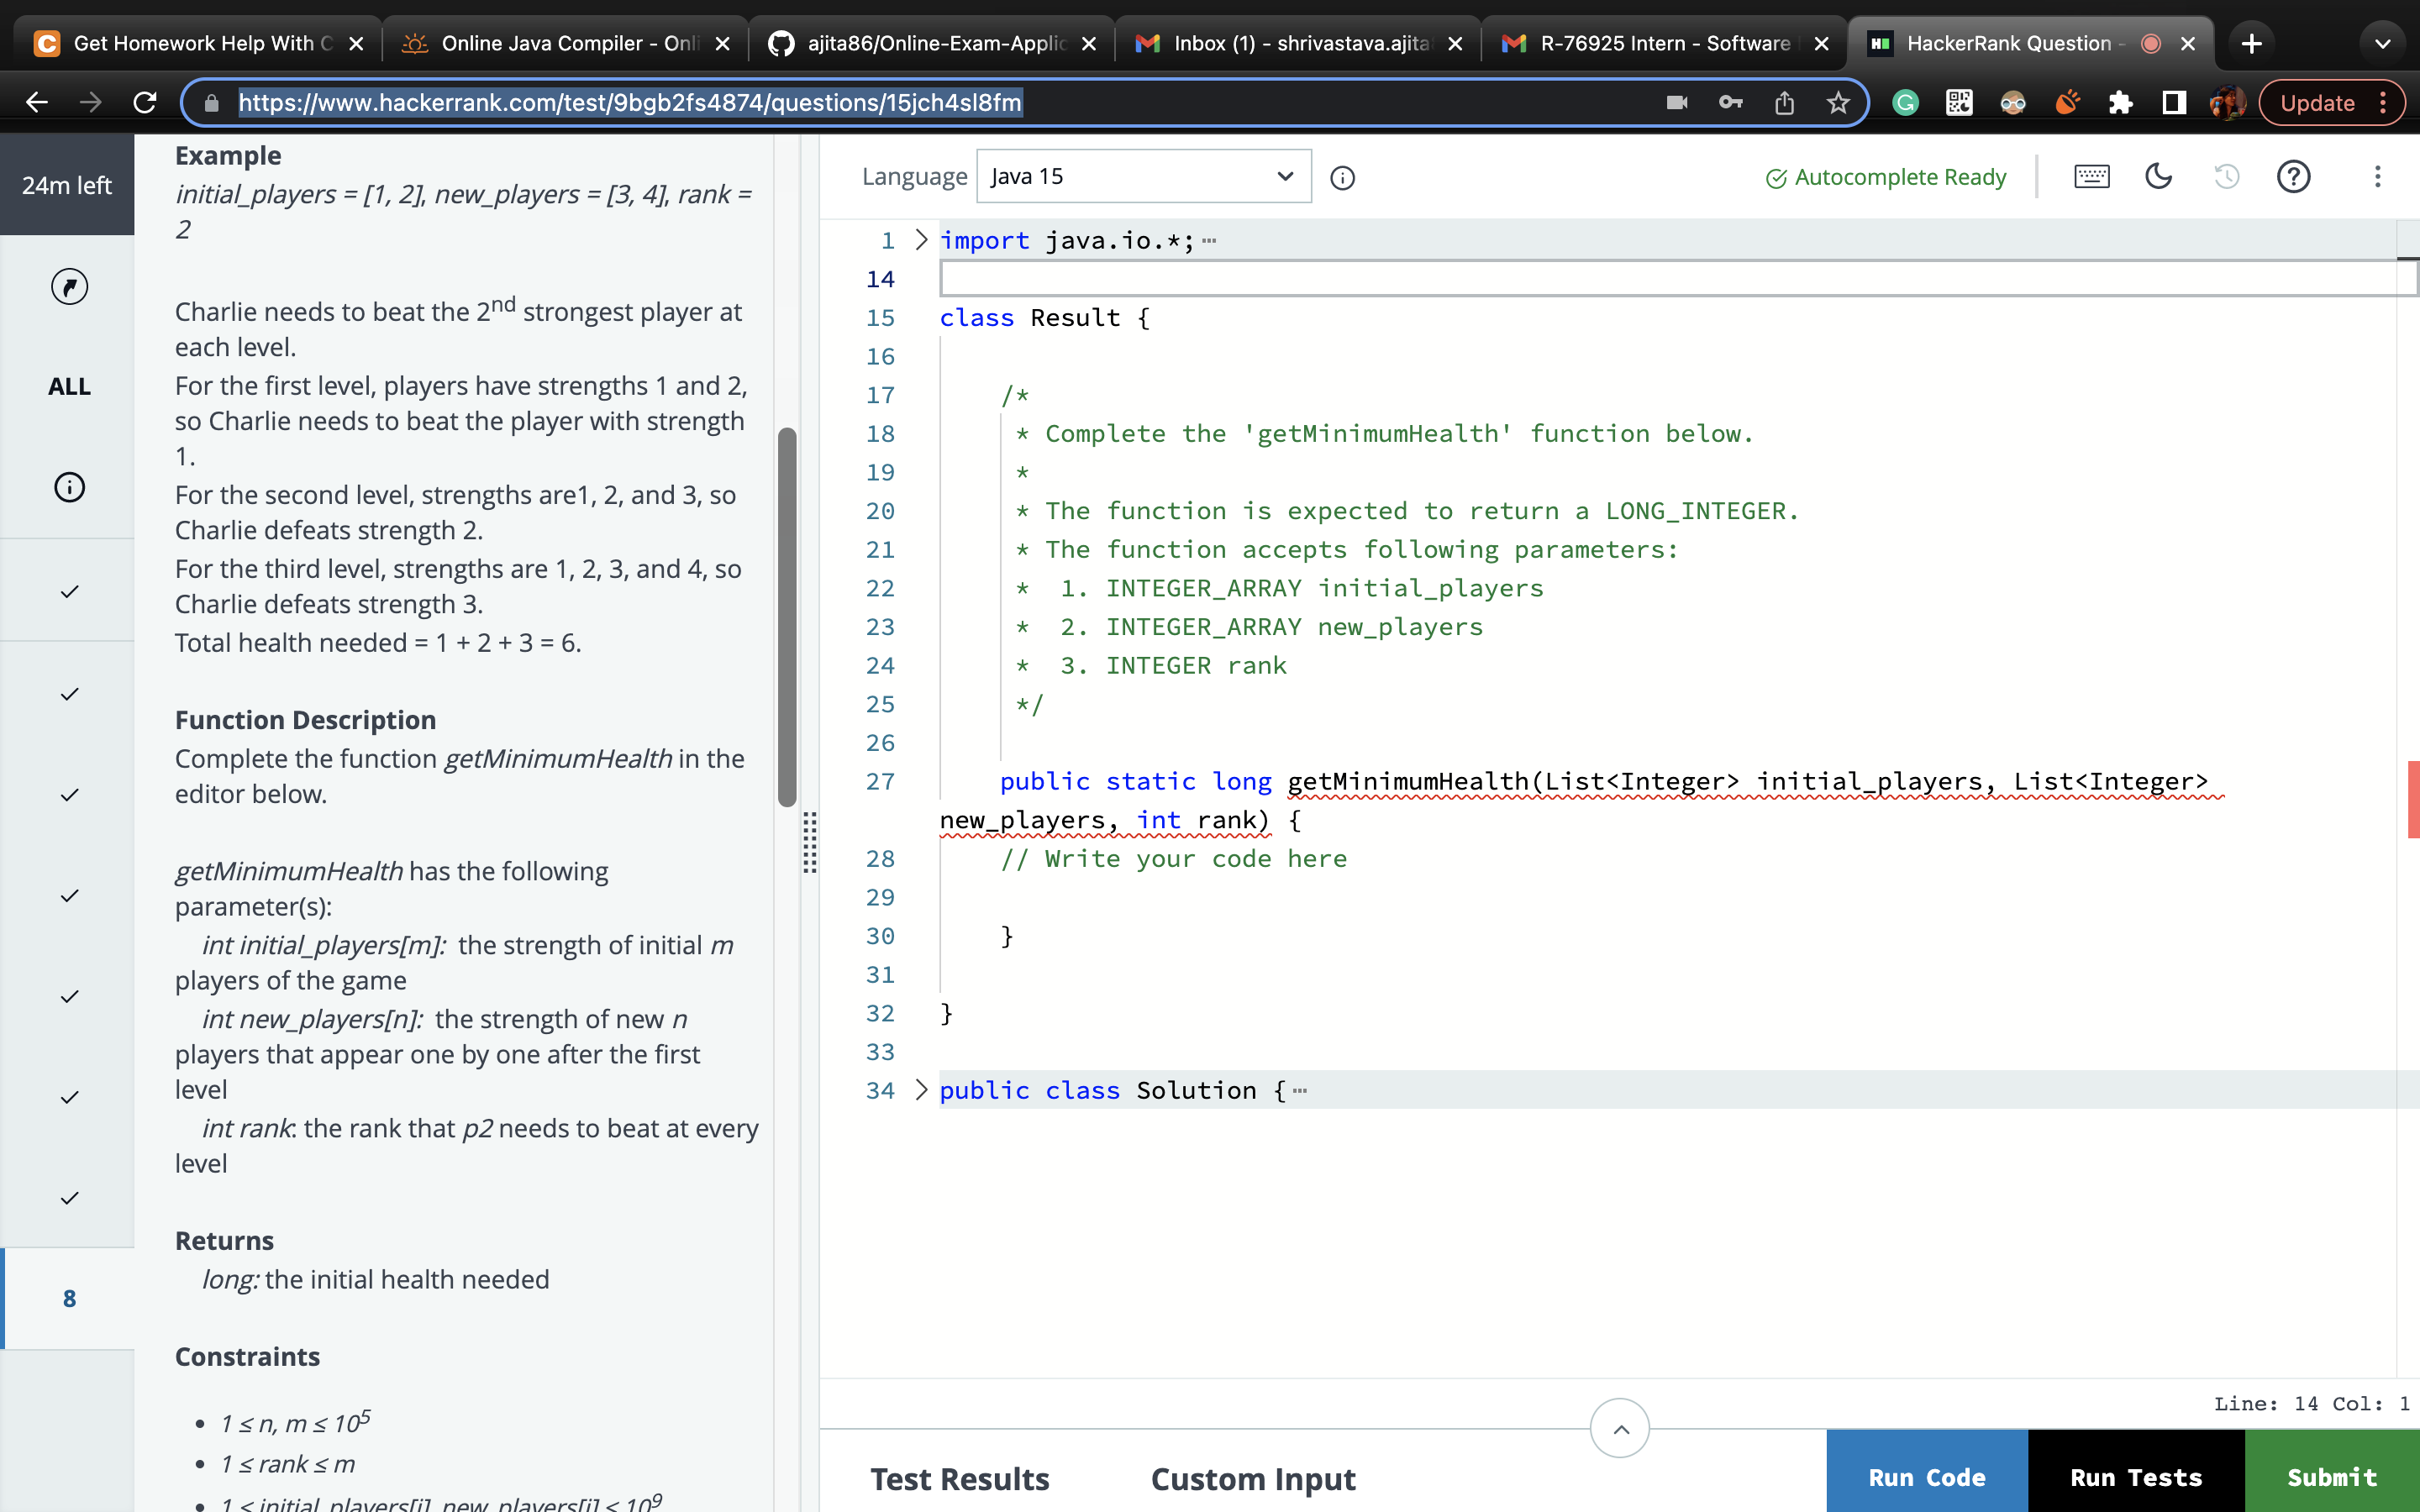 Get Homework Help With C
Online Java Compiler - Onli
ajita86/Online-Exam-Applic
Inbox (1) - shrivastava.ajita
R-76925 Intern - Software
HackerRank Question -
https://www.hackerrank.com/test/9bgb2fs4874/questions/15jch4sl8fm
Update
24m left
ALL
8
Example
initial_players = [1, 2], new_players = [3, 4], rank =
2
Charlie needs to beat the 2nd strongest player at
each level.
For the first level, players have strengths 1 and 2,
so Charlie needs to beat the player with strength
1.
For the second level, strengths are1, 2, and 3, so
Charlie defeats strength 2.
For the third level, strengths are 1, 2, 3, and 4, so
Charlie defeats strength 3.
Total health needed = 1 + 2 + 3 = 6.
Function Description
Complete the function getMinimumHealth in the
editor below.
getMinimumHealth has the following
parameter(s):
int initial_players[m]: the strength of initial m
players of the game
int new_players[n]: the strength of new n
players that appear one by one after the first
level
int rank: the rank that p2 needs to beat at every
level
Returns
long: the initial health needed
Constraints
• 1 ≤ n, m ≤ 10^5
• 1 ≤ rank ≤ m
• 1 ≤ initial_players[i], new_players[i] ≤ 10^9
Language Java 15
Autocomplete Ready
1 import java.io.*;
14
15 class Result {
16
17 /*
18 * Complete the 'getMinimumHealth' function below.
19 *
20 * The function is expected to return a LONG_INTEGER.
21 * The function accepts following parameters:
22 * 1. INTEGER_ARRAY initial_players
23 * 2. INTEGER_ARRAY new_players
24 * 3. INTEGER rank
25 */
26
27 public static long getMinimumHealth(List<Integer> initial_players, List<Integer>
new_players, int rank) {
28 // Write your code here
29
30 }
31
32 }
33
34 public class Solution {
Line: 14 Col: 1
Test Results
Custom Input
Run Code
Run Tests
Submit